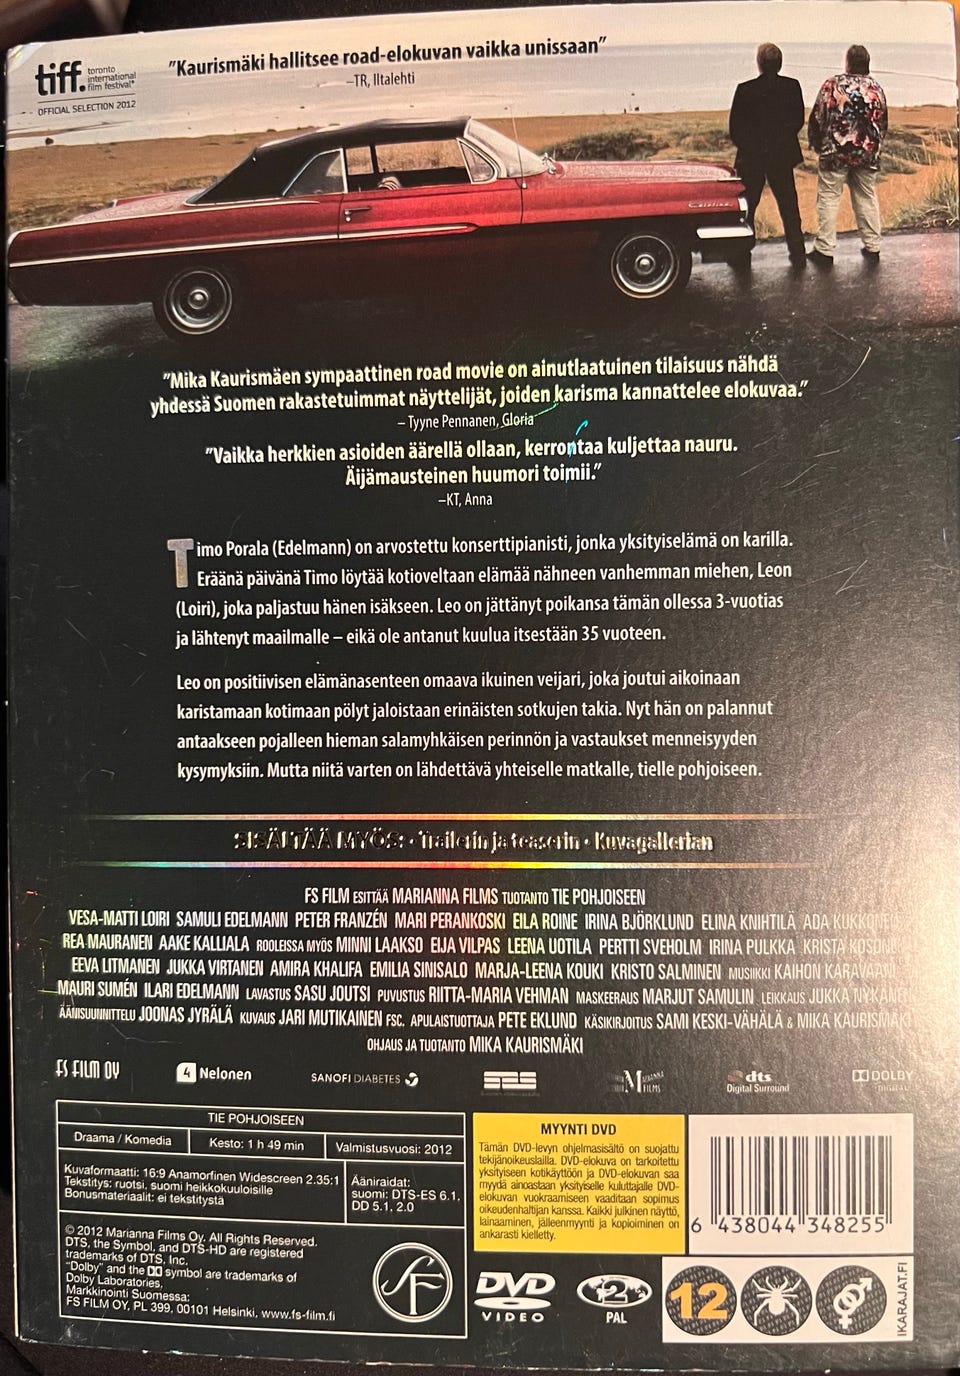 tiff. toronto international film festival®
OFFICIAL SELECTION 2012
"Kaurismäki hallitsee road-elokuvan vaikka unissaan"
–TR, Iltalehti
Catalina
"Mika Kaurismäen sympaattinen road movie on ainutlaatuinen tilaisuus nähdä
yhdessä Suomen rakastetuimmat näyttelijät, joiden karisma kannattelee elokuvaa."
– Tyyne Pennanen, Gloria
"Vaikka herkkien asioiden äärellä ollaan, kerrontaa kuljettaa nauru.
Äijämausteinen huumori toimii."
–KT, Anna
Timo Porala (Edelmann) on arvostettu konserttipianisti, jonka yksityiselämä on karilla.
Eräänä päivänä Timo löytää kotioveltaan elämää nähneen vanhemman miehen, Leon
(Loiri), joka paljastuu hänen isäkseen. Leo on jättänyt poikansa tämän ollessa 3-vuotias
ja lähtenyt maailmalle – eikä ole antanut kuulua itsestään 35 vuoteen.
Leo on positiivisen elämänasenteen omaava ikuinen veijari, joka joutui aikoinaan
karistamaan kotimaan pölyt jaloistaan erinäisten sotkujen takia. Nyt hän on palannut
antaakseen pojalleen hieman salamyhkäisen perinnön ja vastaukset menneisyyden
kysymyksiin. Mutta niitä varten on lähdettävä yhteiselle matkalle, tielle pohjoiseen.
SISÄLTÄÄ MYÖS: • Trailerin ja teaserin • Kuvagallerian
FS FILM ESITTÄÄ MARIANNA FILMS TUOTANTO TIE POHJOISEEN
VESA-MATTI LOIRI SAMULI EDELMANN PETER FRANZÉN MARI PERANKOSKI EILA ROINE IRINA BJÖRKLUND ELINA KNIHTILÄ ADA KUKKONEN
REA MAURANEN AAKE KALLIALA ROOLEISSA MYÖS MINNI LAAKSO EIJA VILPAS LEENA UOTILA PERTTI SVEHOLM IRINA PULKKA KRISTA KOSONEN
EEVA LITMANEN JUKKA VIRTANEN AMIRA KHALIFA EMILIA SINISALO MARJA-LEENA KOUKI KRISTO SALMINEN MUSIIKKI KAIHON KARAVAANI
MAURI SUMÉN ILARI EDELMANN LAVASTUS SASU JOUTSI PUVUSTUS RIITTA-MARIA VEHMAN MASKEERAUS MARJUT SAMULIN LEIKKAUS JUKKA NYKÄNEN
ÄÄNISUUNNITTELU JOONAS JYRÄLÄ KUVAUS JARI MUTIKAINEN FSC. APULAISTUOTTAJA PETE EKLUND KÄSIKIRJOITUS SAMI KESKI-VÄHÄLÄ & MIKA KAURISMÄKI
OHJAUS JA TUOTANTO MIKA KAURISMÄKI
FS FILM OY 4 Nelonen SANOFI DIABETES SES MARIANNA FILMS dts Digital Surround DOLBY DIGITAL
TIE POHJOISEEN
Draama / Komedia Kesto: 1 h 49 min Valmistusvuosi: 2012
Kuvaformaatti: 16:9 Anamorfinen Widescreen 2.35:1
Tekstitys: ruotsi, suomi heikkokuuloisille
Bonusmateriaalit: ei tekstitystä
Ääniraidat:
suomi: DTS-ES 6.1,
DD 5.1, 2.0
© 2012 Marianna Films Oy. All Rights Reserved.
DTS, the Symbol, and DTS-HD are registered
trademarks of DTS, Inc.
"Dolby" and the DD symbol are trademarks of
Dolby Laboratories.
Markkinointi Suomessa:
FS FILM OY, PL 399, 00101 Helsinki, www.fs-film.fi
SF
MYYNTI DVD
Tämän DVD-levyn ohjelmasisältö on suojattu
tekijänoikeuslailla. DVD-elokuva on tarkoitettu
yksityiseen kotikäyttöön ja DVD-elokuvan saa
myydä ainoastaan yksityiselle kuluttajalle DVD-
elokuvan vuokraamiseen vaaditaan sopimus
oikeudenhaltijan kanssa. Kaikki julkinen näyttö,
lainaaminen, jälleenmyynti ja kopioiminen on
ankarasti kielletty.
6 438044 348255
DVD VIDEO
2
PAL
12
IKARAJAT.FI